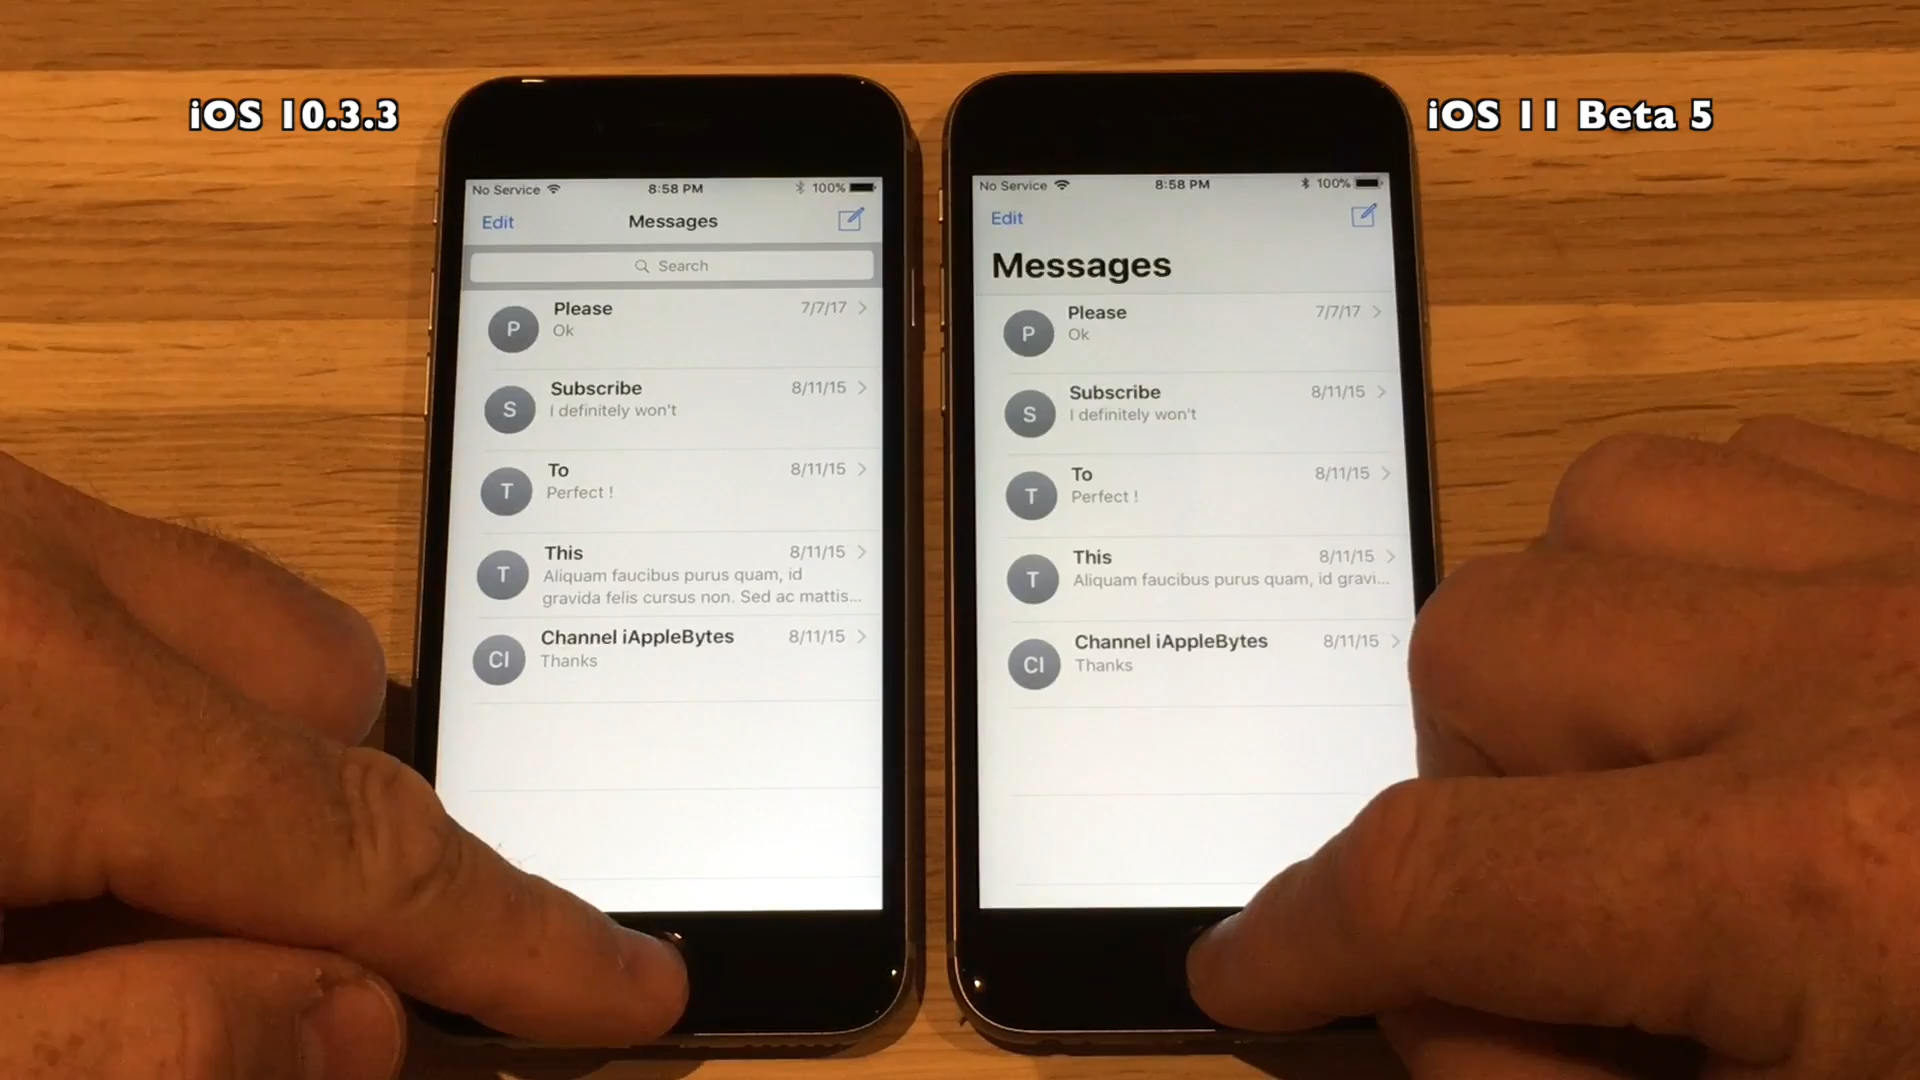 iOS 10.3.3
iOS 11 Beta 5
No Service 8:58 PM 100%
Edit Messages
Search
P Please 7/7/17
Ok
S Subscribe 8/11/15
I definitely won't
T To 8/11/15
Perfect !
T This 8/11/15
Aliquam faucibus purus quam, id
gravida felis cursus non. Sed ac mattis...
CI Channel iAppleBytes 8/11/15
Thanks
No Service 8:58 PM 100%
Edit
Messages
P Please 7/7/17
Ok
S Subscribe 8/11/15
I definitely won't
T To 8/11/15
Perfect !
T This 8/11/15
Aliquam faucibus purus quam, id gravi...
CI Channel iAppleBytes 8/11/15
Thanks